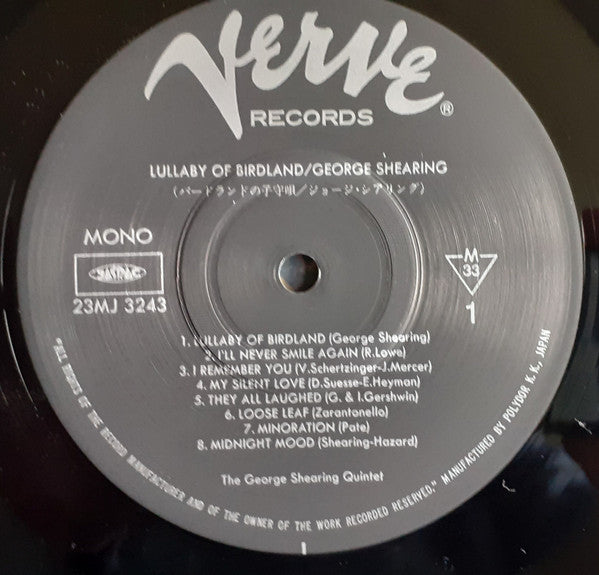 Verve®
RECORDS
LULLABY OF BIRDLAND/GEORGE SHEARING
(バードランドの子守唄/ジョージ・シアリング)
MONO
JASRAC
23MJ 3243
M
33
1
1. LULLABY OF BIRDLAND (George Shearing)
2. I'LL NEVER SMILE AGAIN (R.Lowe)
3. I REMEMBER YOU (V.Schertzinger-J.Mercer)
4. MY SILENT LOVE (D.Suesse-E.Heyman)
5. THEY ALL LAUGHED (G. & I.Gershwin)
6. LOOSE LEAF (Zarantonello)
7. MINORATION (Pate)
8. MIDNIGHT MOOD (Shearing-Hazard)
The George Shearing Quintet
"ALL RIGHTS OF THE RECORD MANUFACTURER AND OF THE OWNER OF THE WORK RECORDED RESERVED." MANUFACTURED BY POLYDOR K. K., JAPAN